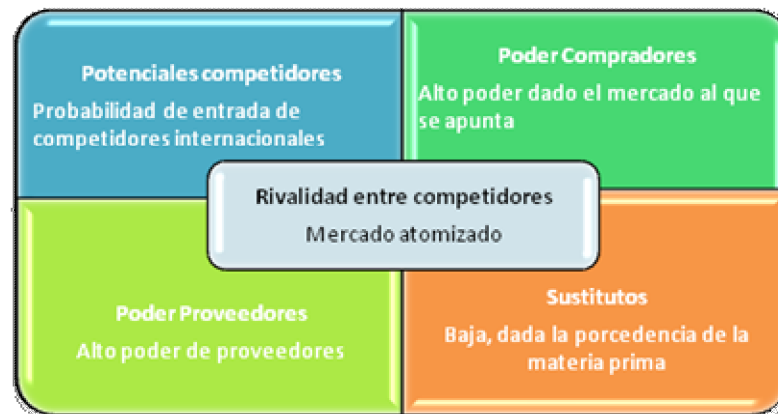 Potenciales competidores
Probabilidad de entrada de
competidores internacionales
Poder Compradores
Alto poder dado el mercado al que
se apunta
Rivalidad entre competidores
Mercado atomizado
Poder Proveedores
Alto poder de proveedores
Sustitutos
Baja, dada la porcedencia de la
materia prima